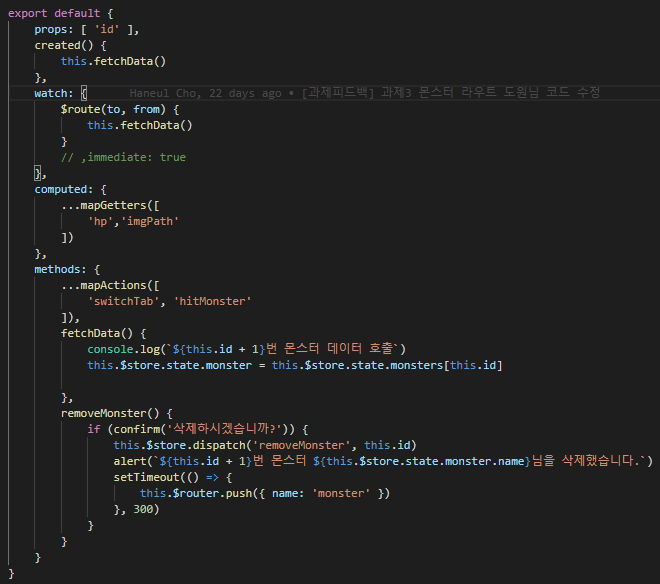 export default {
    props: [ 'id' ],
    created() {
        this.fetchData()
    },
    watch: {      Haneul Cho, 22 days ago • [과제피드백] 과제3 몬스터 라우트 도원님 코드 수정
        $route(to, from) {
            this.fetchData()
        }
        // ,immediate: true
    },
    computed: {
        ...mapGetters([
            'hp','imgPath'
        ])
    },
    methods: {
        ...mapActions([
            'switchTab', 'hitMonster'
        ]),
        fetchData() {
            console.log(`${this.id + 1}번 몬스터 데이터 호출`)
            this.$store.state.monster = this.$store.state.monsters[this.id]

        },
        removeMonster() {
            if (confirm('삭제하시겠습니까?')) {
                this.$store.dispatch('removeMonster', this.id)
                alert(`${this.id + 1}번 몬스터 ${this.$store.state.monster.name}님을 삭제했습니다.`)
                setTimeout(() => {
                    this.$router.push({ name: 'monster' })
                }, 300)
            }
        }
    }
}